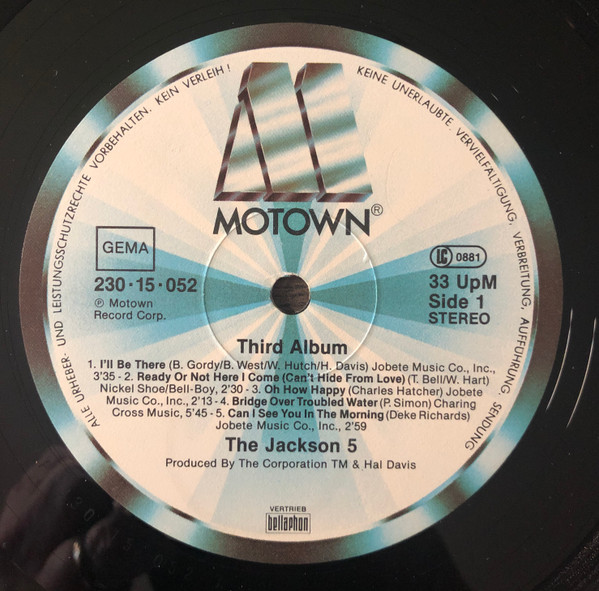 ALLE URHEBER- UND LEISTUNGSSCHUTZRECHTE VORBEHALTEN. KEIN VERLEIH! KEINE UNERLAUBTE VERVIELFÄLTIGUNG, VERBREITUNG, AUFFÜHRUNG, SENDUNG
M
MOTOWN®
GEMA
LC 0881
230·15·052
33 UpM
℗ Motown
Side 1
Record Corp.
STEREO
Third Album
1. I'll Be There (B. Gordy/B. West/W. Hutch/H. Davis) Jobete Music Co., Inc.,
3'35 - 2. Ready Or Not Here I Come (Can't Hide From Love) (T. Bell/W. Hart)
Nickel Shoe/Bell-Boy, 2'30 - 3. Oh How Happy (Charles Hatcher) Jobete
Music Co., Inc., 2'13 - 4. Bridge Over Troubled Water (P. Simon) Charing
Cross Music, 5'45 - 5. Can I See You In The Morning (Deke Richards)
Jobete Music Co., Inc., 2'59
The Jackson 5
Produced By The Corporation TM & Hal Davis
VERTRIEB
bellaphon